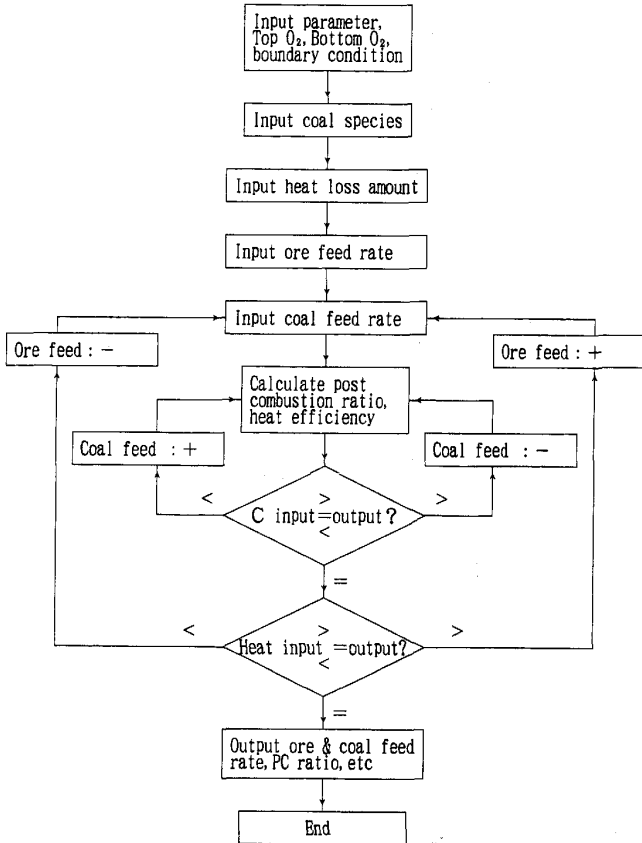 Input parameter,
Top O₂, Bottom O₂,
boundary condition
Input coal species
Input heat loss amount
Input ore feed rate
Input coal feed rate
Ore feed : −
Ore feed : +
Calculate post
combustion ratio,
heat efficiency
Coal feed : +
Coal feed : −
< > >
C input=output?
<
=
< > >
Heat input =output?
<
=
Output ore & coal feed
rate, PC ratio, etc
End